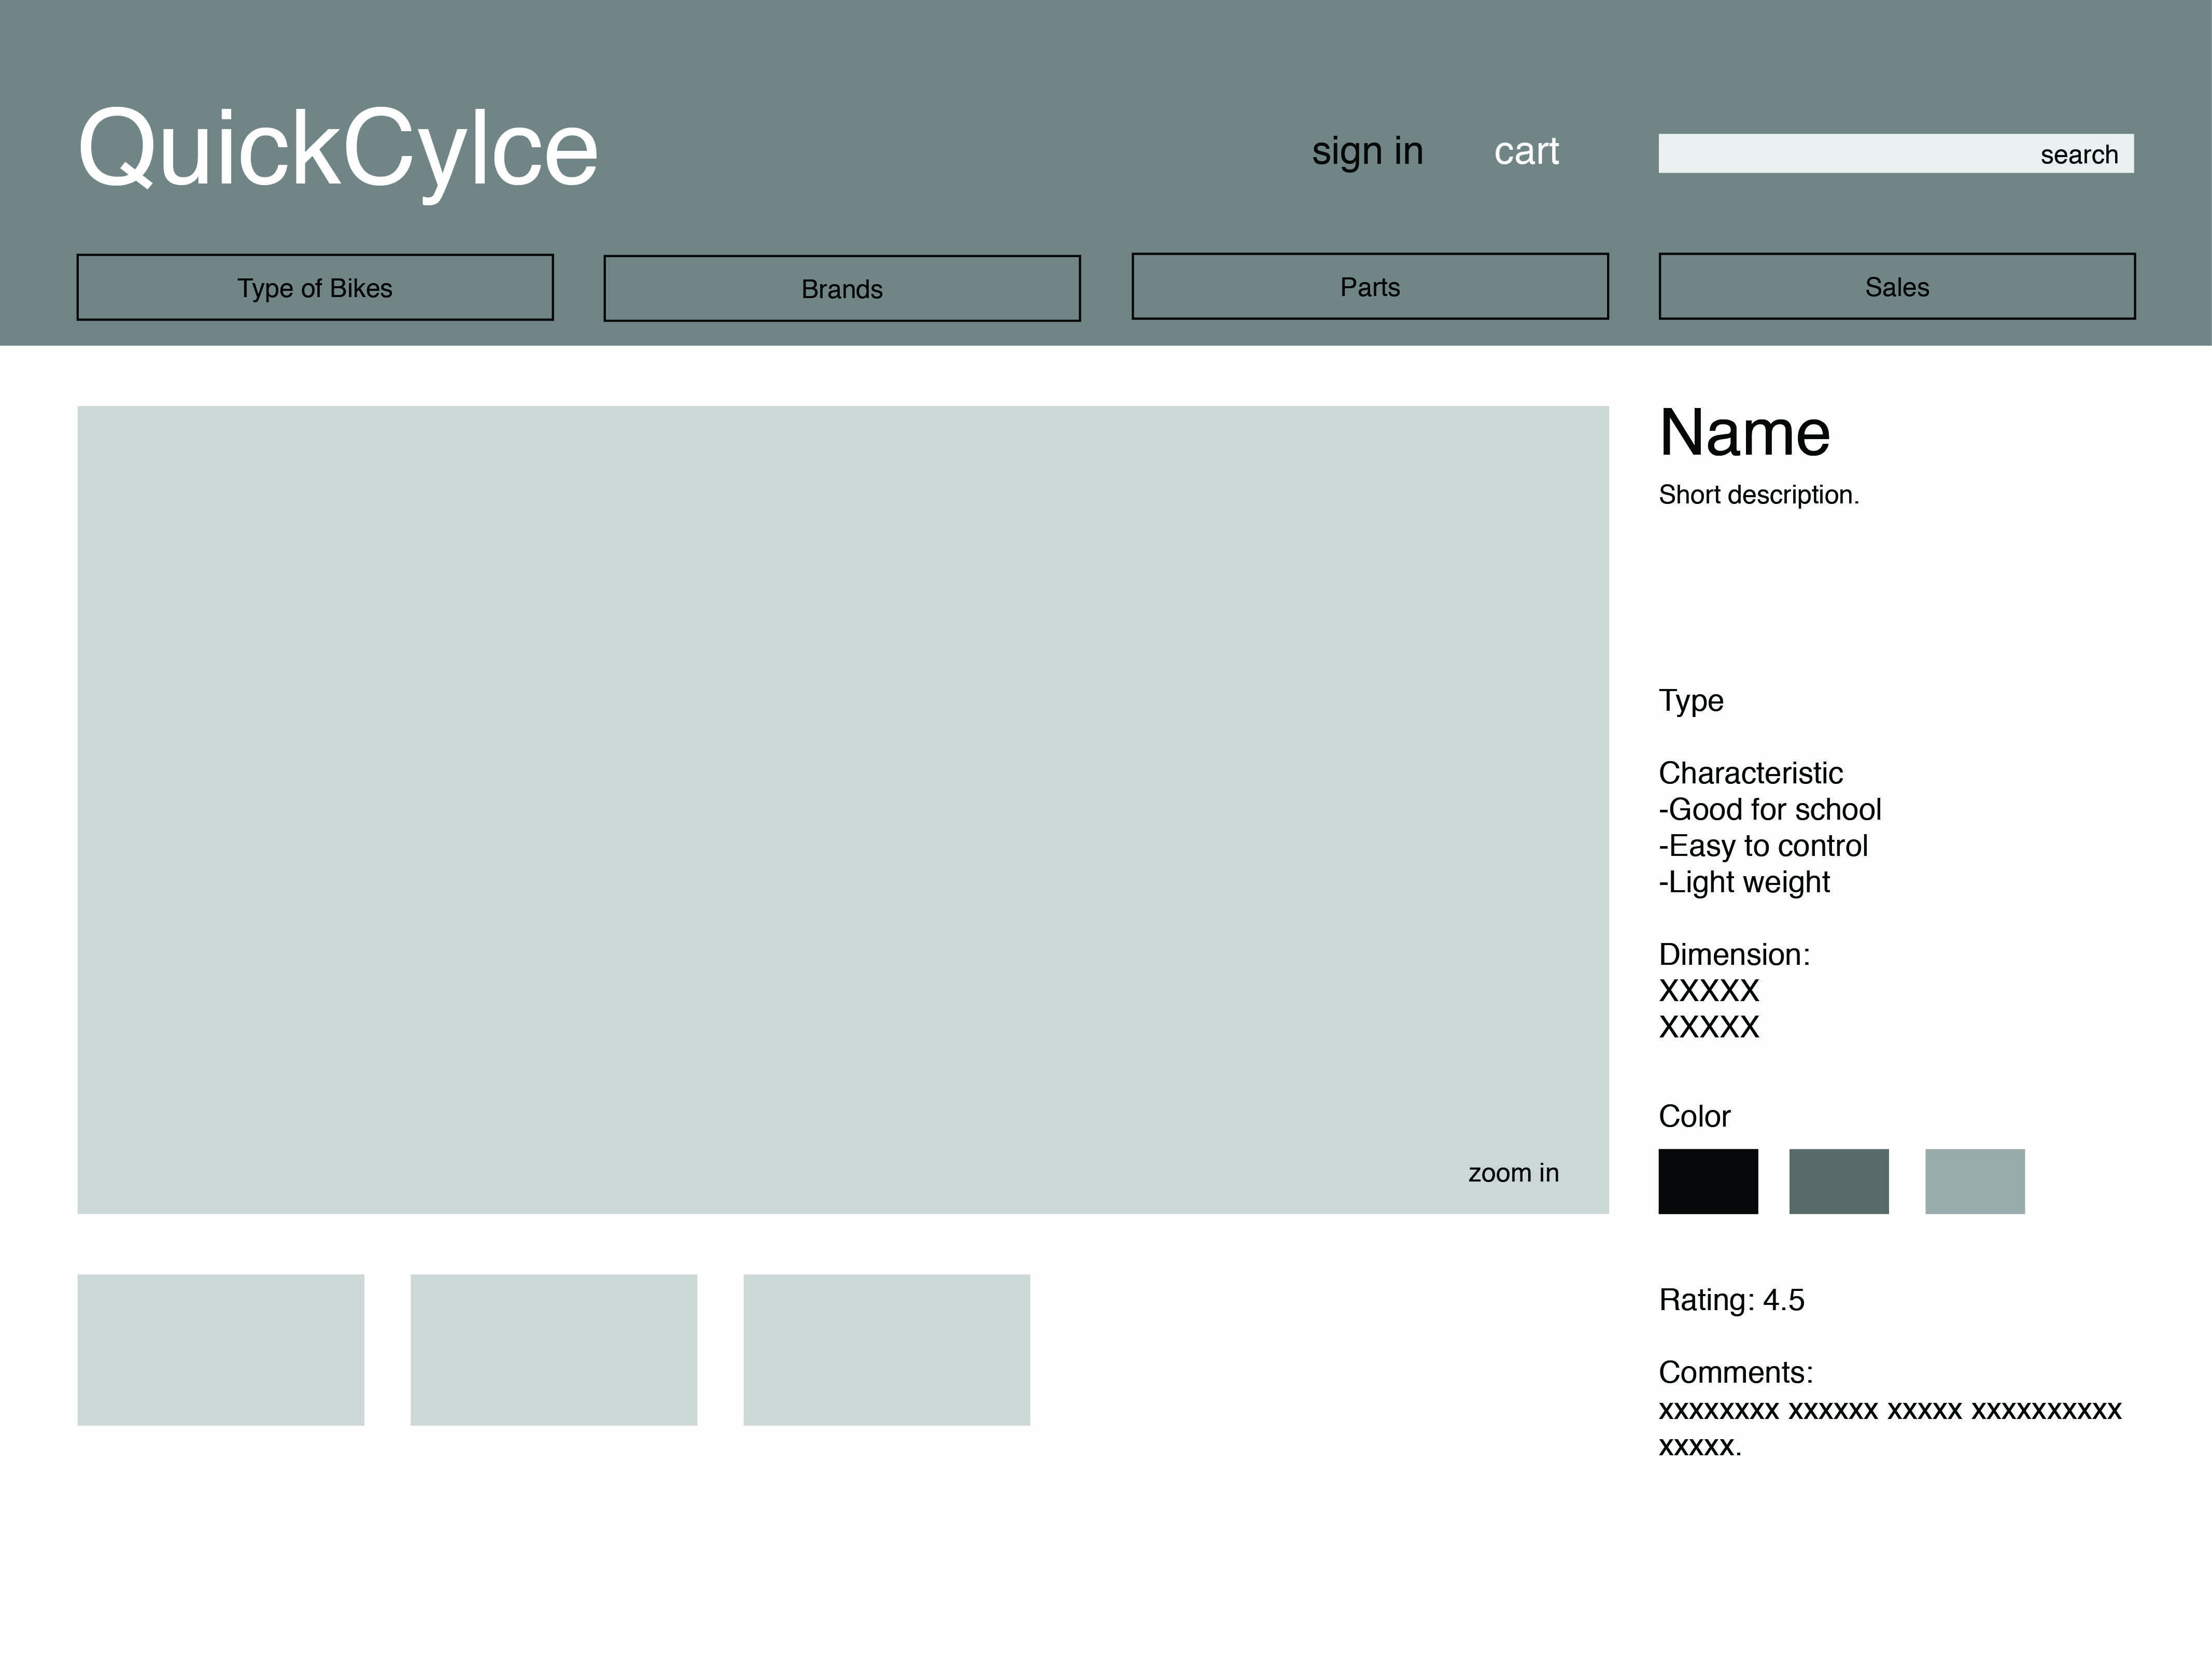 QuickCylce
sign in
cart
search
Type of Bikes
Brands
Parts
Sales
Name
Short description.
Type
Characteristic
-Good for school
-Easy to control
-Light weight
Dimension:
XXXXX
XXXXX
Color
zoom in
Rating: 4.5
Comments:
xxxxxxxx xxxxxx xxxxx xxxxxxxxxx
xxxxx.